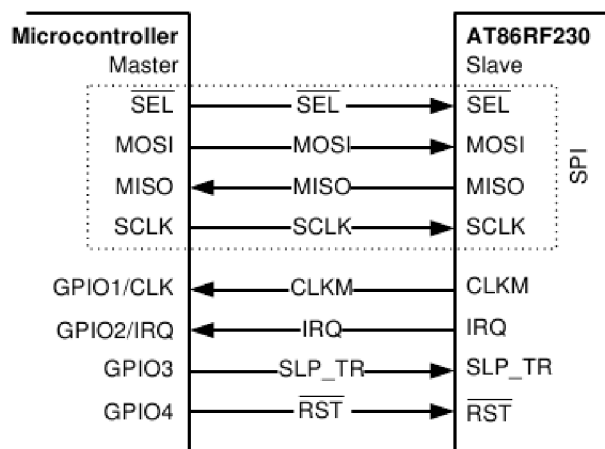 Microcontroller AT86RF230
Master Slave
SEL SEL SEL
MOSI MOSI MOSI
MISO MISO MISO
SCLK SCLK SCLK
SPI
GPIO1/CLK CLKM CLKM
GPIO2/IRQ IRQ IRQ
GPIO3 SLP_TR SLP_TR
GPIO4 RST RST